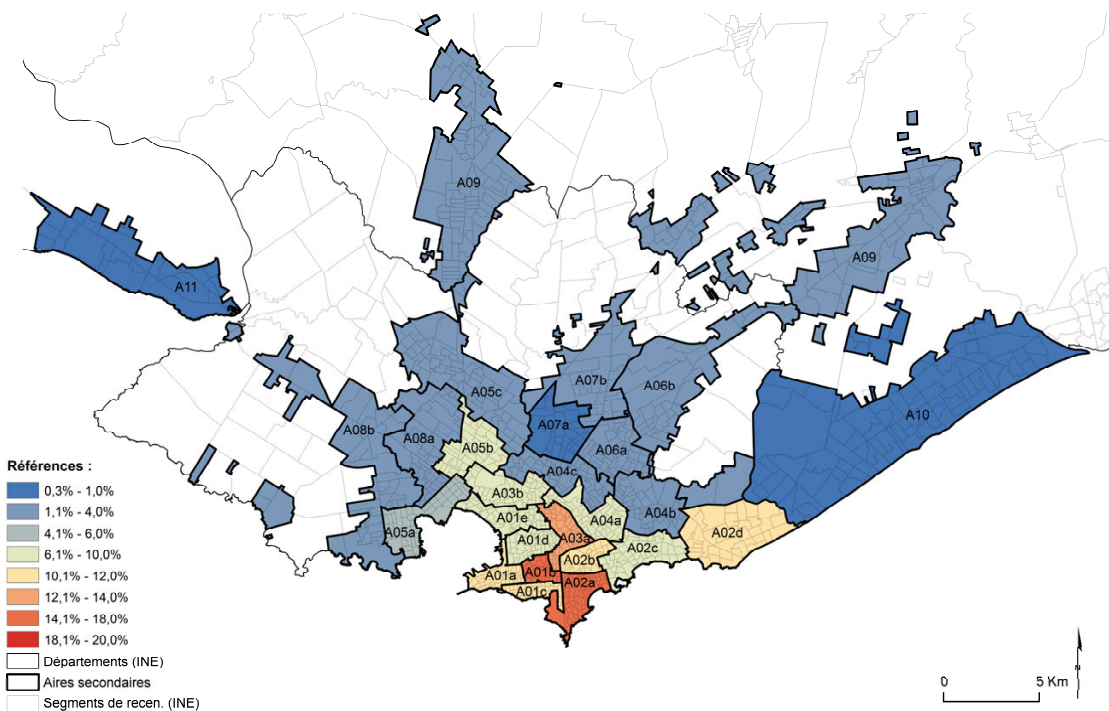 A09
A09
A11
A10
A07b
A06b
A05c
A07a
A08b
A08a
A05b
A06a
A04c
A03b
A04b
A01e
A04a
A05a
A01d
A03a
A02d
A02c
A02b
A01a
A01b
A02a
A01c
Références :
0,3% - 1,0%
1,1% - 4,0%
4,1% - 6,0%
6,1% - 10,0%
10,1% - 12,0%
12,1% - 14,0%
14,1% - 18,0%
18,1% - 20,0%
Départements (INE)
Aires secondaires
Segments de recen. (INE)
N
0 5 Km